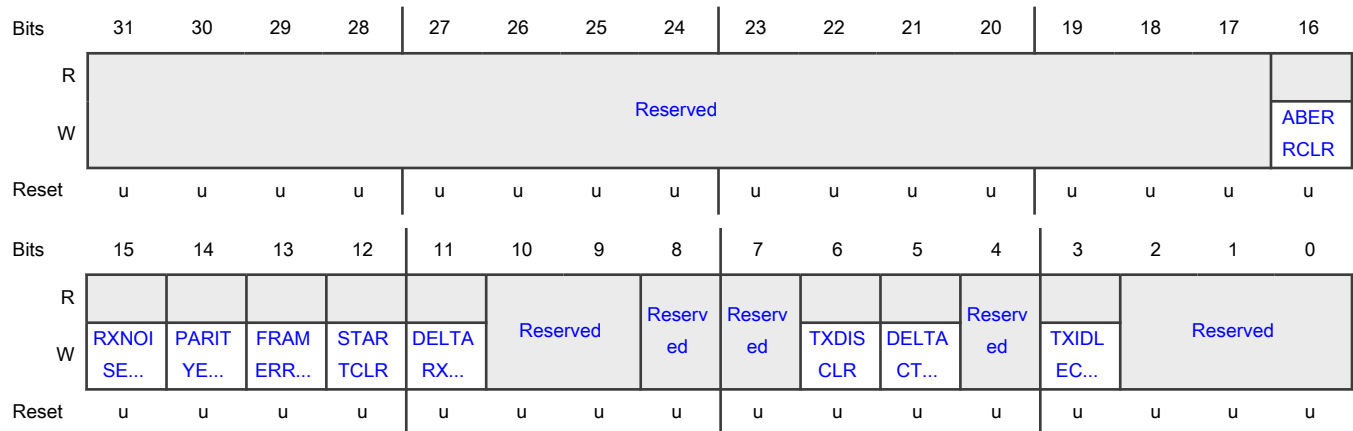 Bits 31 30 29 28 27 26 25 24 23 22 21 20 19 18 17 16
R
Reserved
W
ABER
RCLR
Reset u u u u u u u u u u u u u u u u
Bits 15 14 13 12 11 10 9 8 7 6 5 4 3 2 1 0
R
Reserved Reserv Reserv Reserv Reserved
ed ed ed
W
RXNOI PARIT FRAM STAR DELTA TXDIS DELTA TXIDL
SE... YE... ERR... TCLR RX... CLR CT... EC...
Reset u u u u u u u u u u u u u u u u